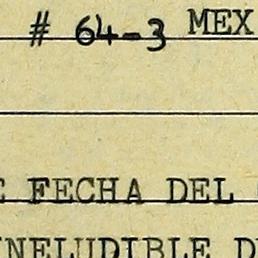 # 64-3 MEX
FECHA DEL
INELUDIBLE